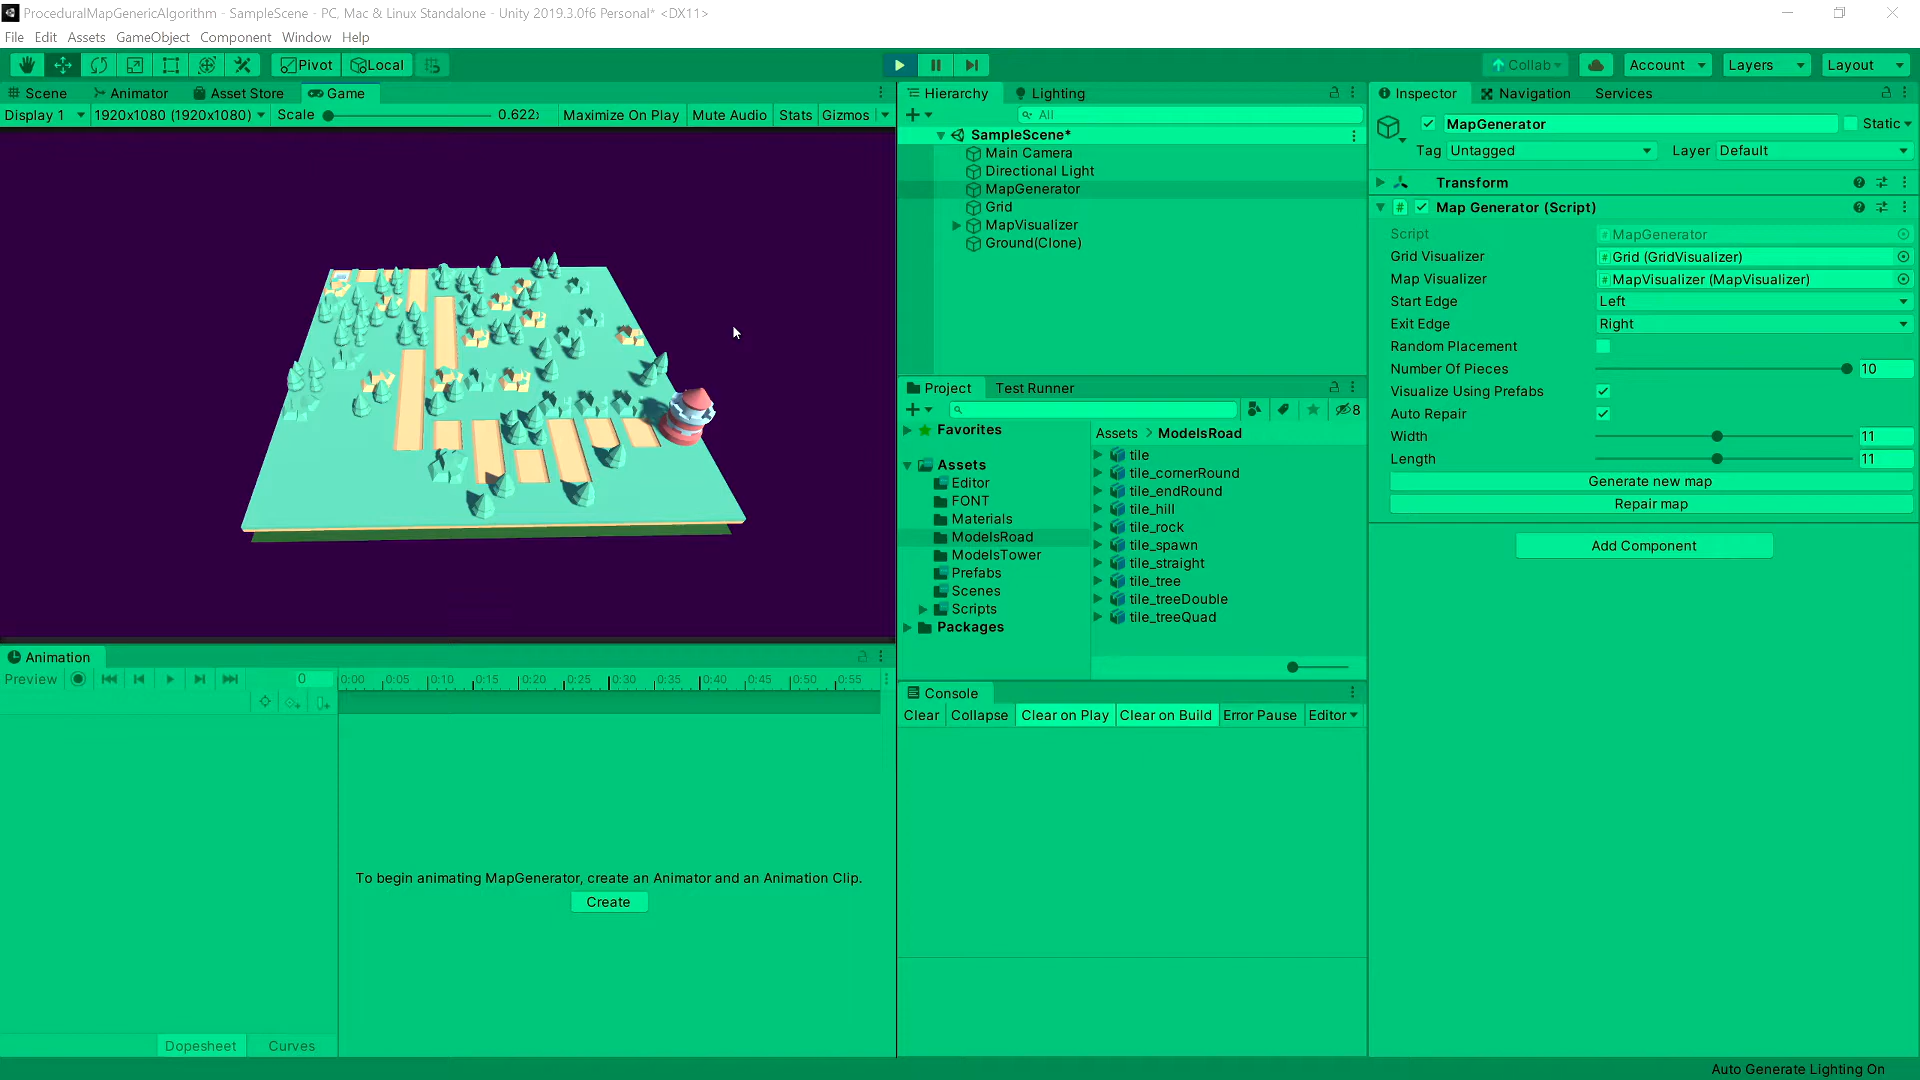 ProceduralMapGenericAlgorithm - SampleScene - PC, Mac & Linux Standalone - Unity 2019.3.0f6 Personal* <DX11>
File Edit Assets GameObject Component Window Help
Pivot Local Collab Account Layers Layout
Scene Animator Asset Store Game
Display 1 1920x1080 (1920x1080) Scale 0.622x Maximize On Play Mute Audio Stats Gizmos
Hierarchy Lighting
All
SampleScene*
Main Camera
Directional Light
MapGenerator
Grid
MapVisualizer
Ground(Clone)
Project Test Runner
8
Favorites
Assets
Editor
FONT
Materials
ModelsRoad
ModelsTower
Prefabs
Scenes
Scripts
Packages
Assets > ModelsRoad
tile
tile_cornerRound
tile_endRound
tile_hill
tile_rock
tile_spawn
tile_straight
tile_tree
tile_treeDouble
tile_treeQuad
Console
Clear Collapse Clear on Play Clear on Build Error Pause Editor
Inspector Navigation Services
MapGenerator Static
Tag Untagged Layer Default
Transform
# Map Generator (Script)
Script # MapGenerator
Grid Visualizer # Grid (GridVisualizer)
Map Visualizer # MapVisualizer (MapVisualizer)
Start Edge Left
Exit Edge Right
Random Placement
Number Of Pieces 10
Visualize Using Prefabs
Auto Repair
Width 11
Length 11
Generate new map
Repair map
Add Component
Animation
Preview 0 0:00 0:05 0:10 0:15 0:20 0:25 0:30 0:35 0:40 0:45 0:50 0:55
To begin animating MapGenerator, create an Animator and an Animation Clip.
Create
Dopesheet Curves
Auto Generate Lighting On